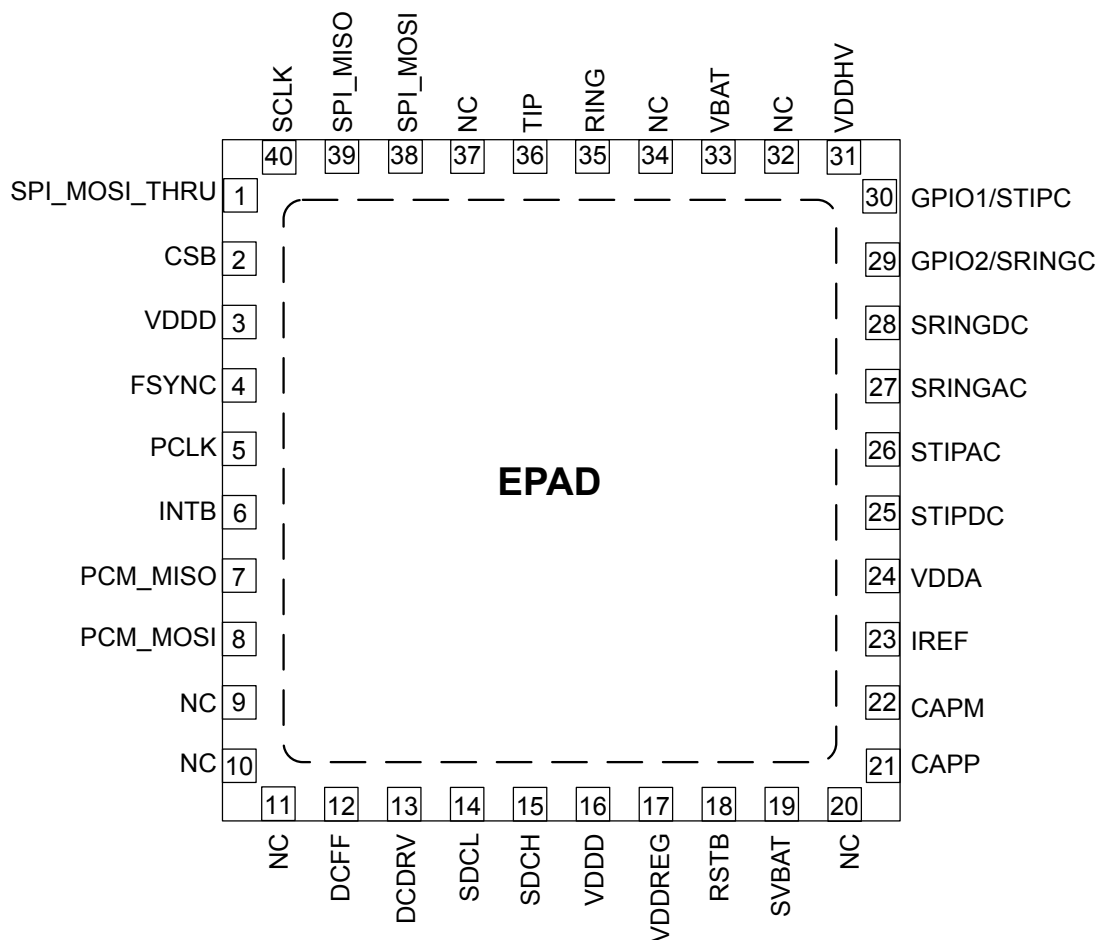 SCLK
SPI_MISO
SPI_MOSI
NC
TIP
RING
NC
VBAT
NC
VDDHV
40 39 38 37 36 35 34 33 32 31
SPI_MOSI_THRU 1
CSB 2
VDDD 3
FSYNC 4
PCLK 5
INTB 6
PCM_MISO 7
PCM_MOSI 8
NC 9
NC 10
EPAD
30 GPIO1/STIPC
29 GPIO2/SRINGC
28 SRINGDC
27 SRINGAC
26 STIPAC
25 STIPDC
24 VDDA
23 IREF
22 CAPM
21 CAPP
11 12 13 14 15 16 17 18 19 20
NC
DCFF
DCDRV
SDCL
SDCH
VDDD
VDDREG
RSTB
SVBAT
NC